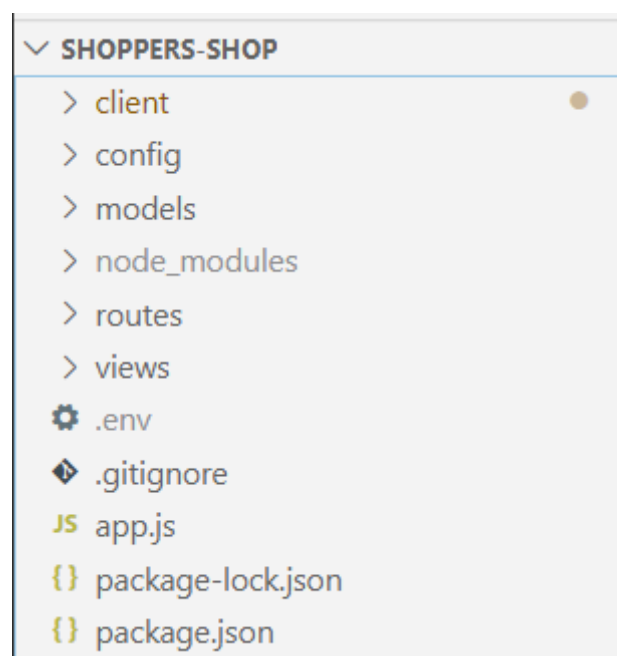 SHOPPERS-SHOP
client
config
models
node_modules
routes
views
.env
.gitignore
JS app.js
{} package-lock.json
{} package.json